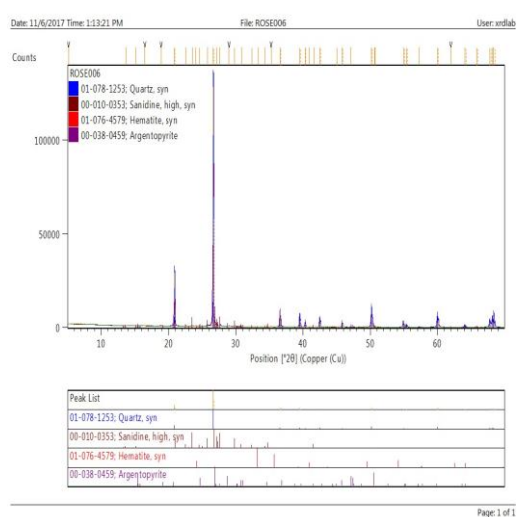 Date: 11/6/2017 Time: 1:13:21 PM File: ROSE006 User: xrdlab
Counts
ROSE006
01-078-1253; Quartz, syn
00-010-0353; Sanidine, high, syn
01-076-4579; Hematite, syn
00-038-0459; Argentopyrite
100000
50000
0
10 20 30 40 50 60
Position [°2θ] (Copper (Cu))
Peak List
01-078-1253; Quartz, syn
00-010-0353; Sanidine, high, syn
01-076-4579; Hematite, syn
00-038-0459; Argentopyrite
Page: 1 of 1